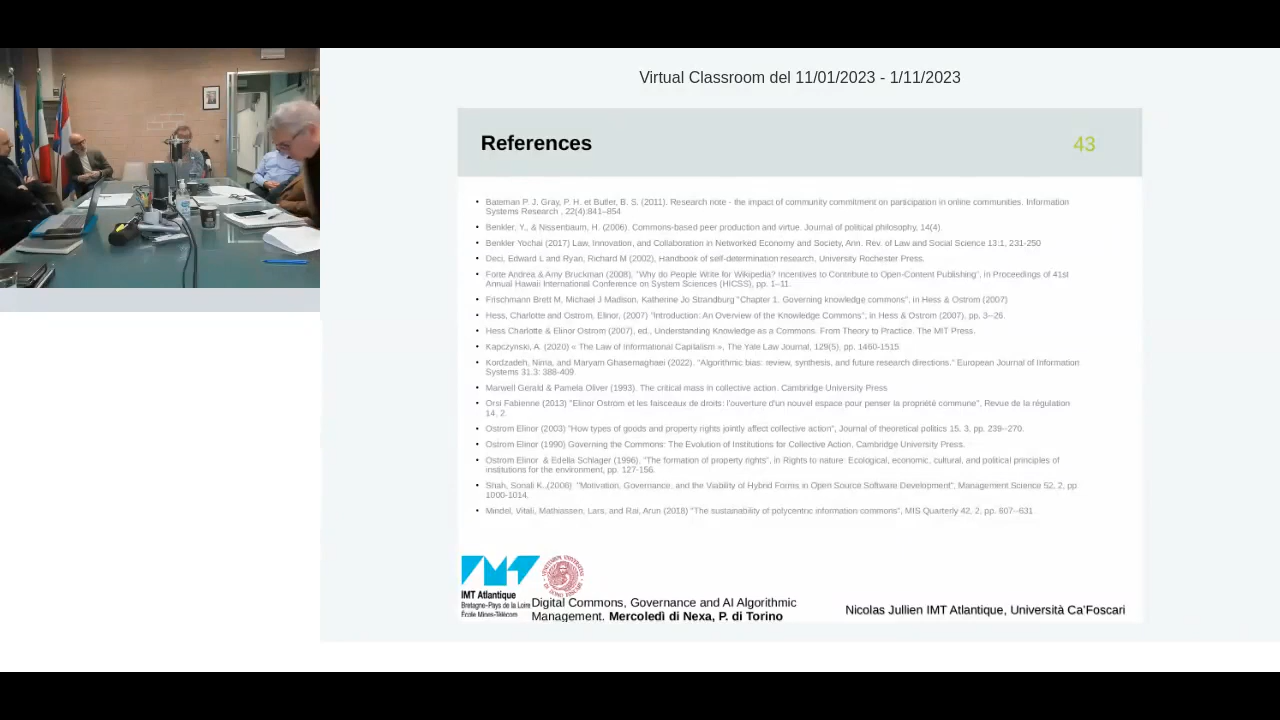 Virtual Classroom del 11/01/2023 - 1/11/2023
References
43
• Bateman P. J. Gray, P. H. et Butler, B. S. (2011). Research note - the impact of community commitment on participation in online communities. Information
Systems Research , 22(4):841–854
• Benkler, Y., & Nissenbaum, H. (2006). Commons-based peer production and virtue. Journal of political philosophy, 14(4).
• Benkler Yochai (2017) Law, Innovation, and Collaboration in Networked Economy and Society, Ann. Rev. of Law and Social Science 13:1, 231-250
• Deci, Edward L and Ryan, Richard M (2002), Handbook of self-determination research, University Rochester Press.
• Forte Andrea & Amy Bruckman (2008), "Why do People Write for Wikipedia? Incentives to Contribute to Open-Content Publishing", in Proceedings of 41st
Annual Hawaii International Conference on System Sciences (HICSS), pp. 1–11.
• Frischmann Brett M, Michael J Madison, Katherine Jo Strandburg "Chapter 1. Governing knowledge commons", in Hess & Ostrom (2007)
• Hess, Charlotte and Ostrom, Elinor, (2007) "Introduction: An Overview of the Knowledge Commons", in Hess & Ostrom (2007), pp. 3--26.
• Hess Charlotte & Elinor Ostrom (2007), ed., Understanding Knowledge as a Commons. From Theory to Practice. The MIT Press.
• Kapczynski, A. (2020) « The Law of Informational Capitalism », The Yale Law Journal, 129(5), pp. 1460-1515.
• Kordzadeh, Nima, and Maryam Ghasemaghaei (2022). "Algorithmic bias: review, synthesis, and future research directions." European Journal of Information
Systems 31.3: 388-409.
• Marwell Gerald & Pamela Oliver (1993). The critical mass in collective action. Cambridge University Press
• Orsi Fabienne (2013) "Elinor Ostrom et les faisceaux de droits: l'ouverture d'un nouvel espace pour penser la propriété commune", Revue de la régulation
14, 2.
• Ostrom Elinor (2003) "How types of goods and property rights jointly affect collective action", Journal of theoretical politics 15, 3, pp. 239--270.
• Ostrom Elinor (1990) Governing the Commons: The Evolution of Institutions for Collective Action, Cambridge University Press.
• Ostrom Elinor & Edella Schlager (1996), "The formation of property rights", in Rights to nature: Ecological, economic, cultural, and political principles of
institutions for the environment, pp. 127-156.
• Shah, Sonali K.,(2006) "Motivation, Governance, and the Viability of Hybrid Forms in Open Source Software Development", Management Science 52, 2, pp
1000-1014.
• Mindel, Vitali, Mathiassen, Lars, and Rai, Arun (2018) "The sustainability of polycentric information commons", MIS Quarterly 42, 2, pp. 607--631.
IMT Atlantique
Bretagne-Pays de la Loire
École Mines-Télécom
Digital Commons, Governance and AI Algorithmic
Management. Mercoledì di Nexa, P. di Torino
Nicolas Jullien IMT Atlantique, Università Ca'Foscari